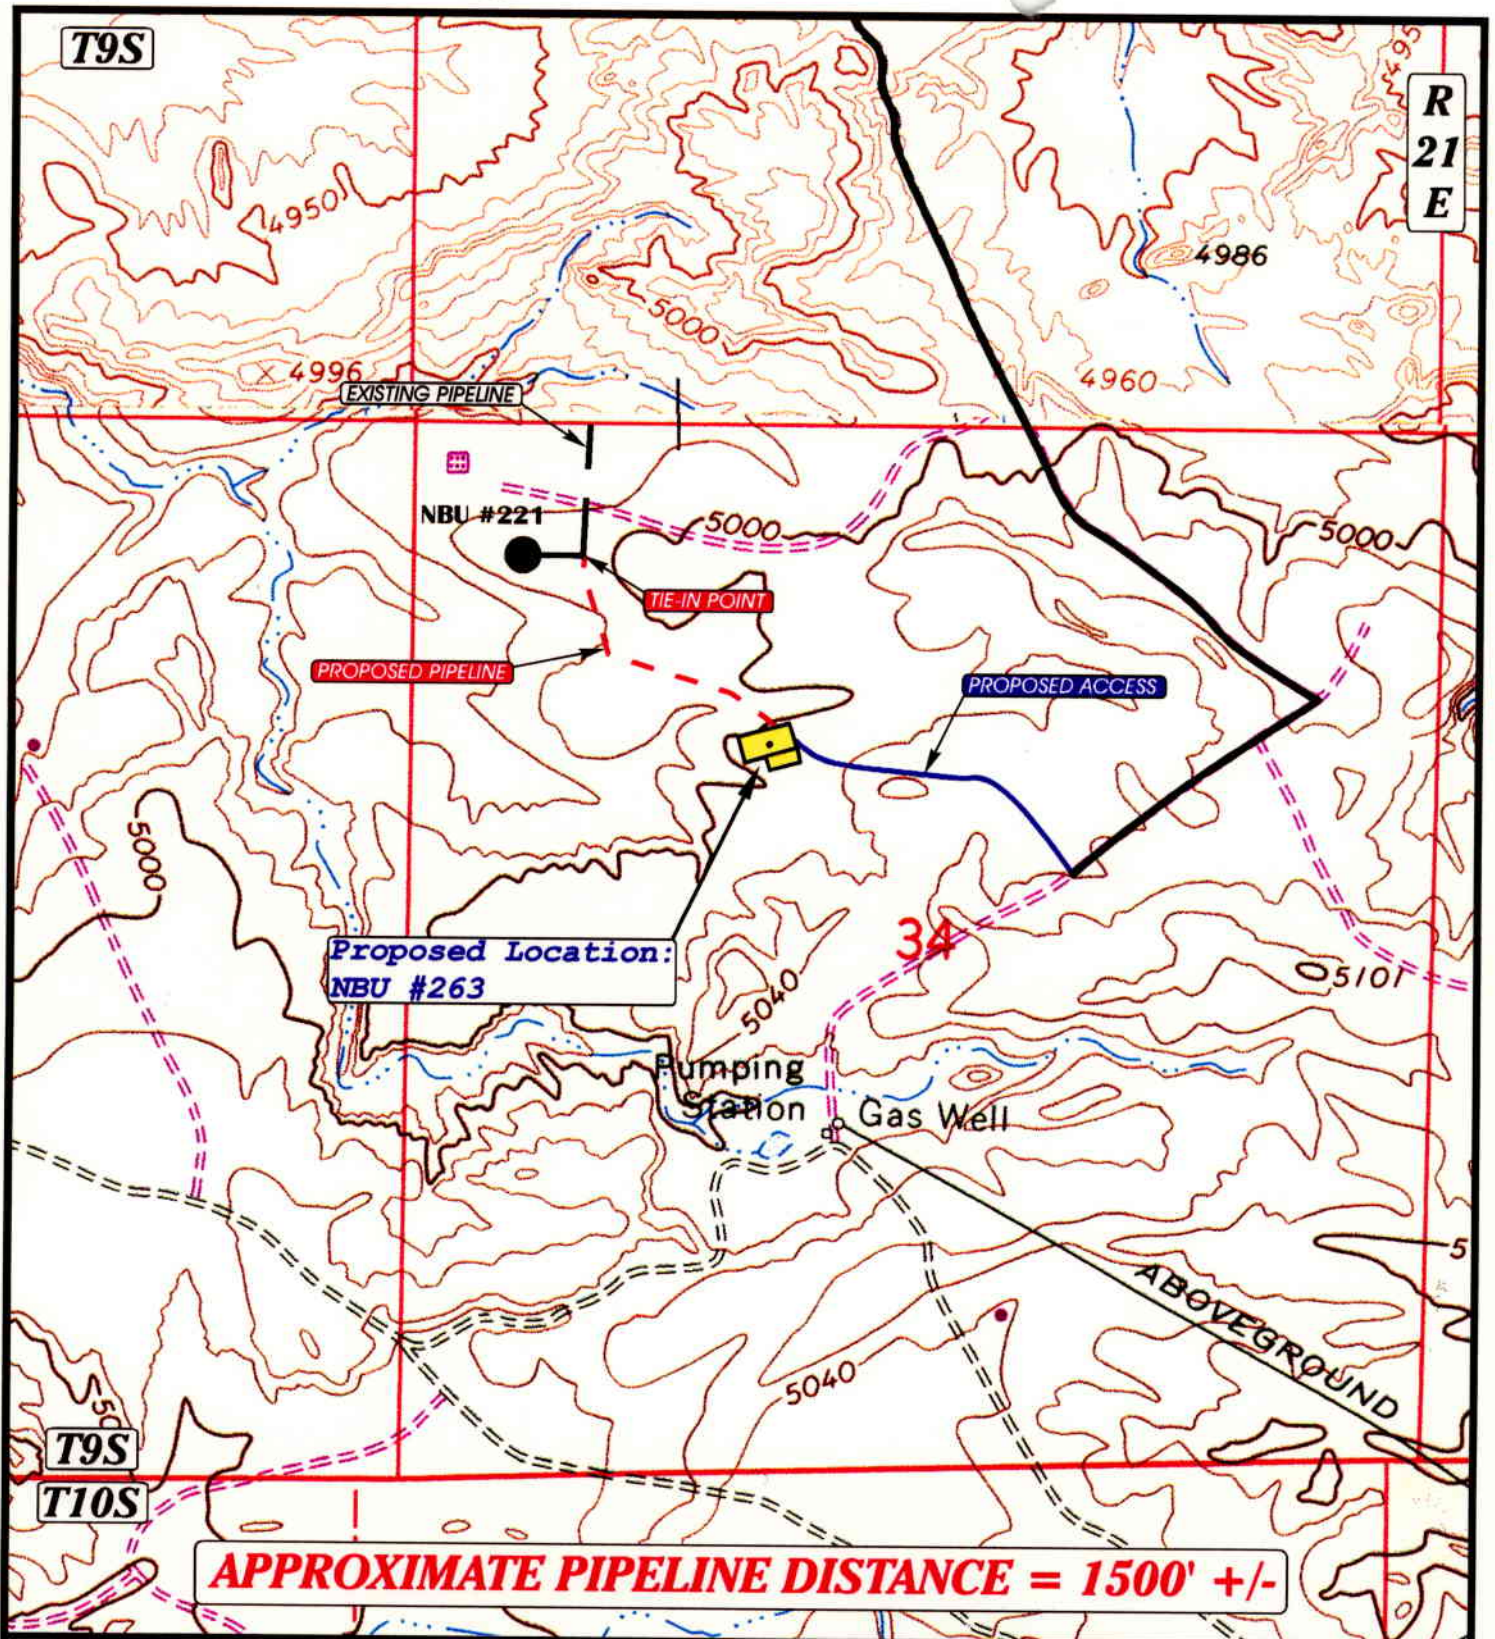 T9S
R
21
E
4950
4950
4986
5000
4996
4960
EXISTING PIPELINE
NBU #221
5000
5000
TIE-IN POINT
PROPOSED PIPELINE
PROPOSED ACCESS
5000
34
Proposed Location:
NBU #263
5101
5040
Pumping
Station
Gas Well
ABOVEGROUND
5040
T9S
T10S
APPROXIMATE PIPELINE DISTANCE = 1500' +/-